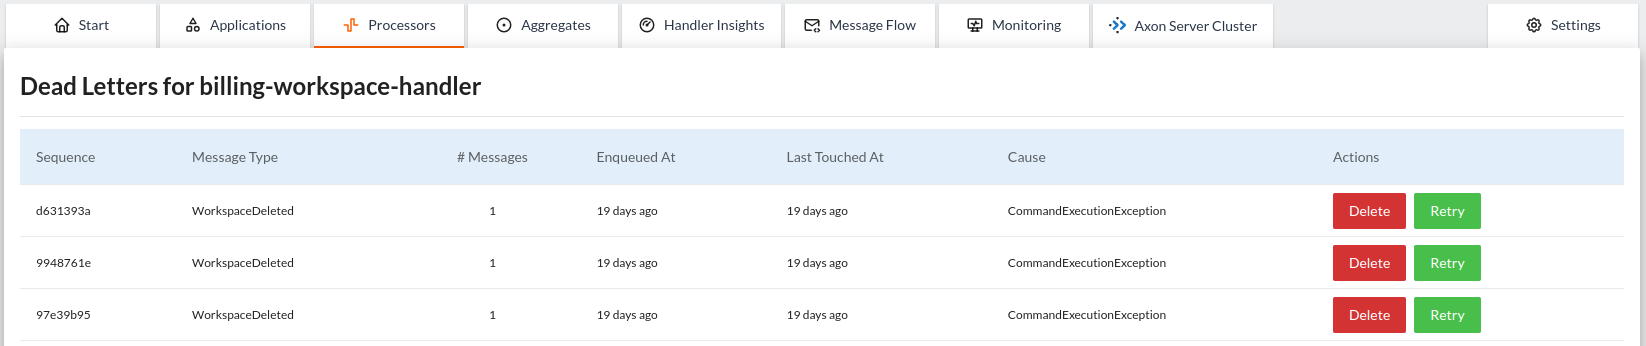 Start Applications Processors Aggregates Handler Insights Message Flow Monitoring Axon Server Cluster Settings
Dead Letters for billing-workspace-handler
Sequence Message Type # Messages Enqueued At Last Touched At Cause Actions
d631393a WorkspaceDeleted 1 19 days ago 19 days ago CommandExecutionException Delete Retry
9948761e WorkspaceDeleted 1 19 days ago 19 days ago CommandExecutionException Delete Retry
97e39b95 WorkspaceDeleted 1 19 days ago 19 days ago CommandExecutionException Delete Retry